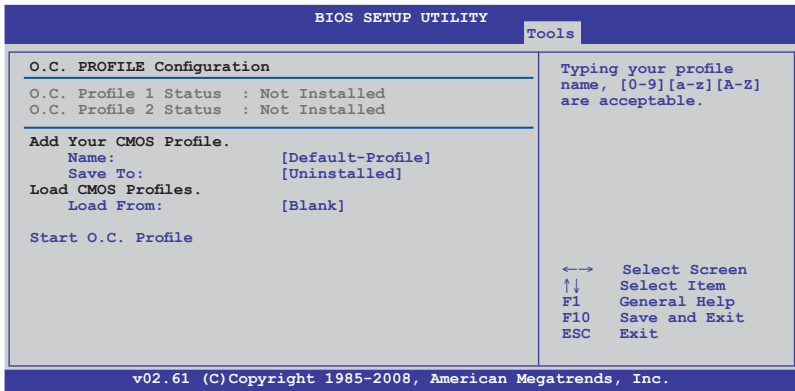 BIOS SETUP UTILITY
Tools
O.C. PROFILE Configuration
O.C. Profile 1 Status : Not Installed
O.C. Profile 2 Status : Not Installed
Add Your CMOS Profile.
Name: [Default-Profile]
Save To: [Uninstalled]
Load CMOS Profiles.
Load From: [Blank]
Start O.C. Profile
Typing your profile
name, [0-9][a-z][A-Z]
are acceptable.
←→ Select Screen
↑↓ Select Item
F1 General Help
F10 Save and Exit
ESC Exit
v02.61 (C)Copyright 1985-2008, American Megatrends, Inc.